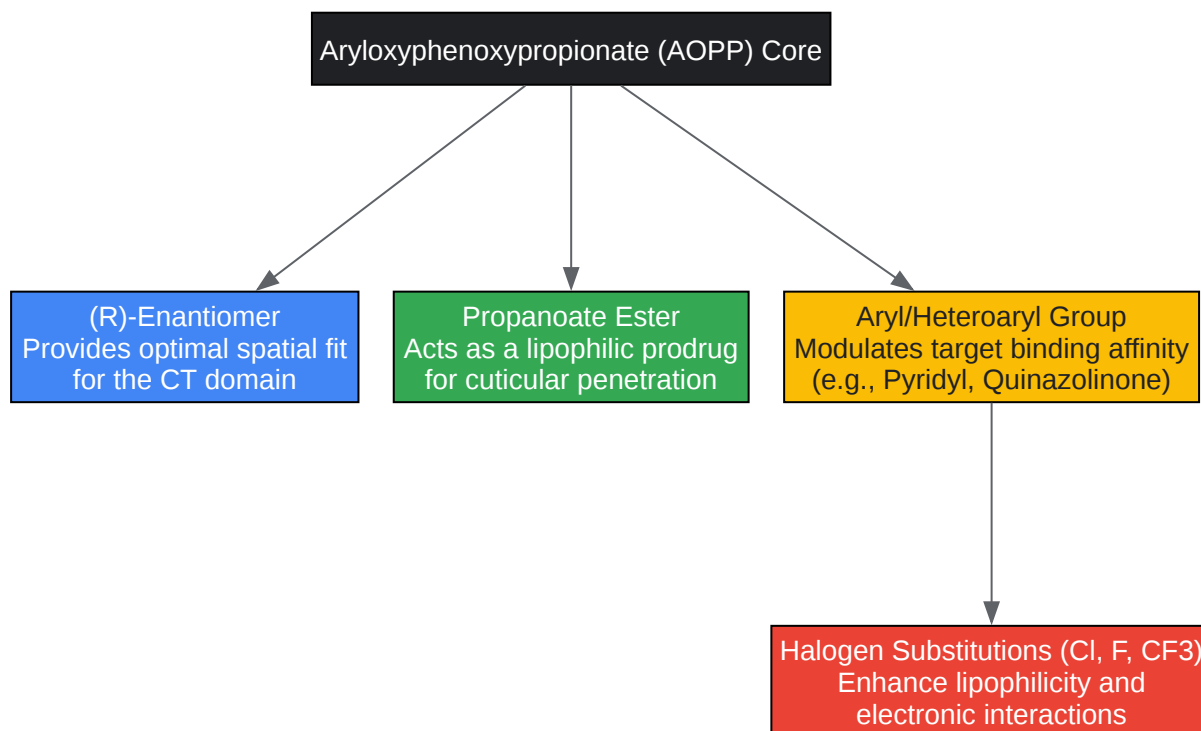 Aryloxyphenoxypropionate (AOPP) Core
(R)-Enantiomer
Provides optimal spatial fit
for the CT domain
Propanoate Ester
Acts as a lipophilic prodrug
for cuticular penetration
Aryl/Heteroaryl Group
Modulates target binding affinity
(e.g., Pyridyl, Quinazolinone)
Halogen Substitutions (Cl, F, CF3)
Enhance lipophilicity and
electronic interactions